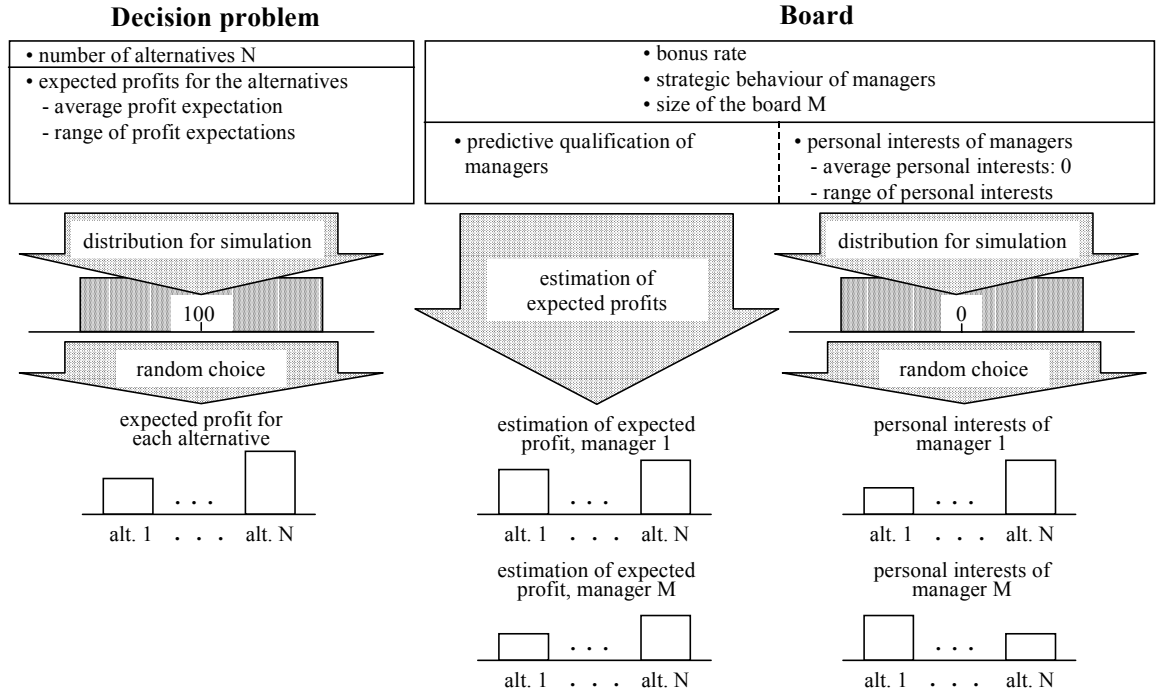 Decision problem
• number of alternatives N
• expected profits for the alternatives
- average profit expectation
- range of profit expectations
distribution for simulation
100
random choice
expected profit for
each alternative
. . .
alt. 1 . . . alt. N
Board
• bonus rate
• strategic behaviour of managers
• size of the board M
• predictive qualification of
managers
estimation of
expected profits
estimation of expected
profit, manager 1
. . .
alt. 1 . . . alt. N
estimation of expected
profit, manager M
. . .
alt. 1 . . . alt. N
• personal interests of managers
- average personal interests: 0
- range of personal interests
distribution for simulation
0
random choice
personal interests of
manager 1
. . .
alt. 1 . . . alt. N
personal interests of
manager M
. . .
alt. 1 . . . alt. N